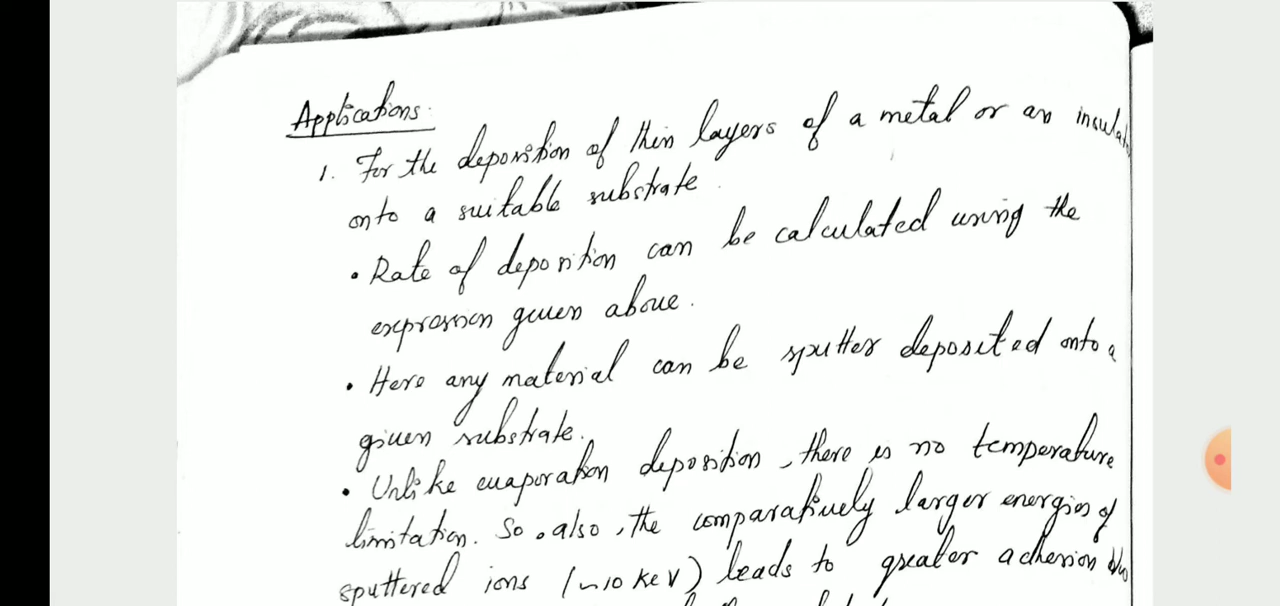 Applications.
1. For the deposition of thin layers of a metal or an
onto a suitable substrate.
• Rate of deposition can be calculated using the
expression given above.
• Here any material can be sputter deposited onto a
given substrate.
• Unlike evaporation deposition, there is no temperature
limitation. So also, the comparatively larger energies of
sputtered ions (~10 keV) leads to greater adhesion